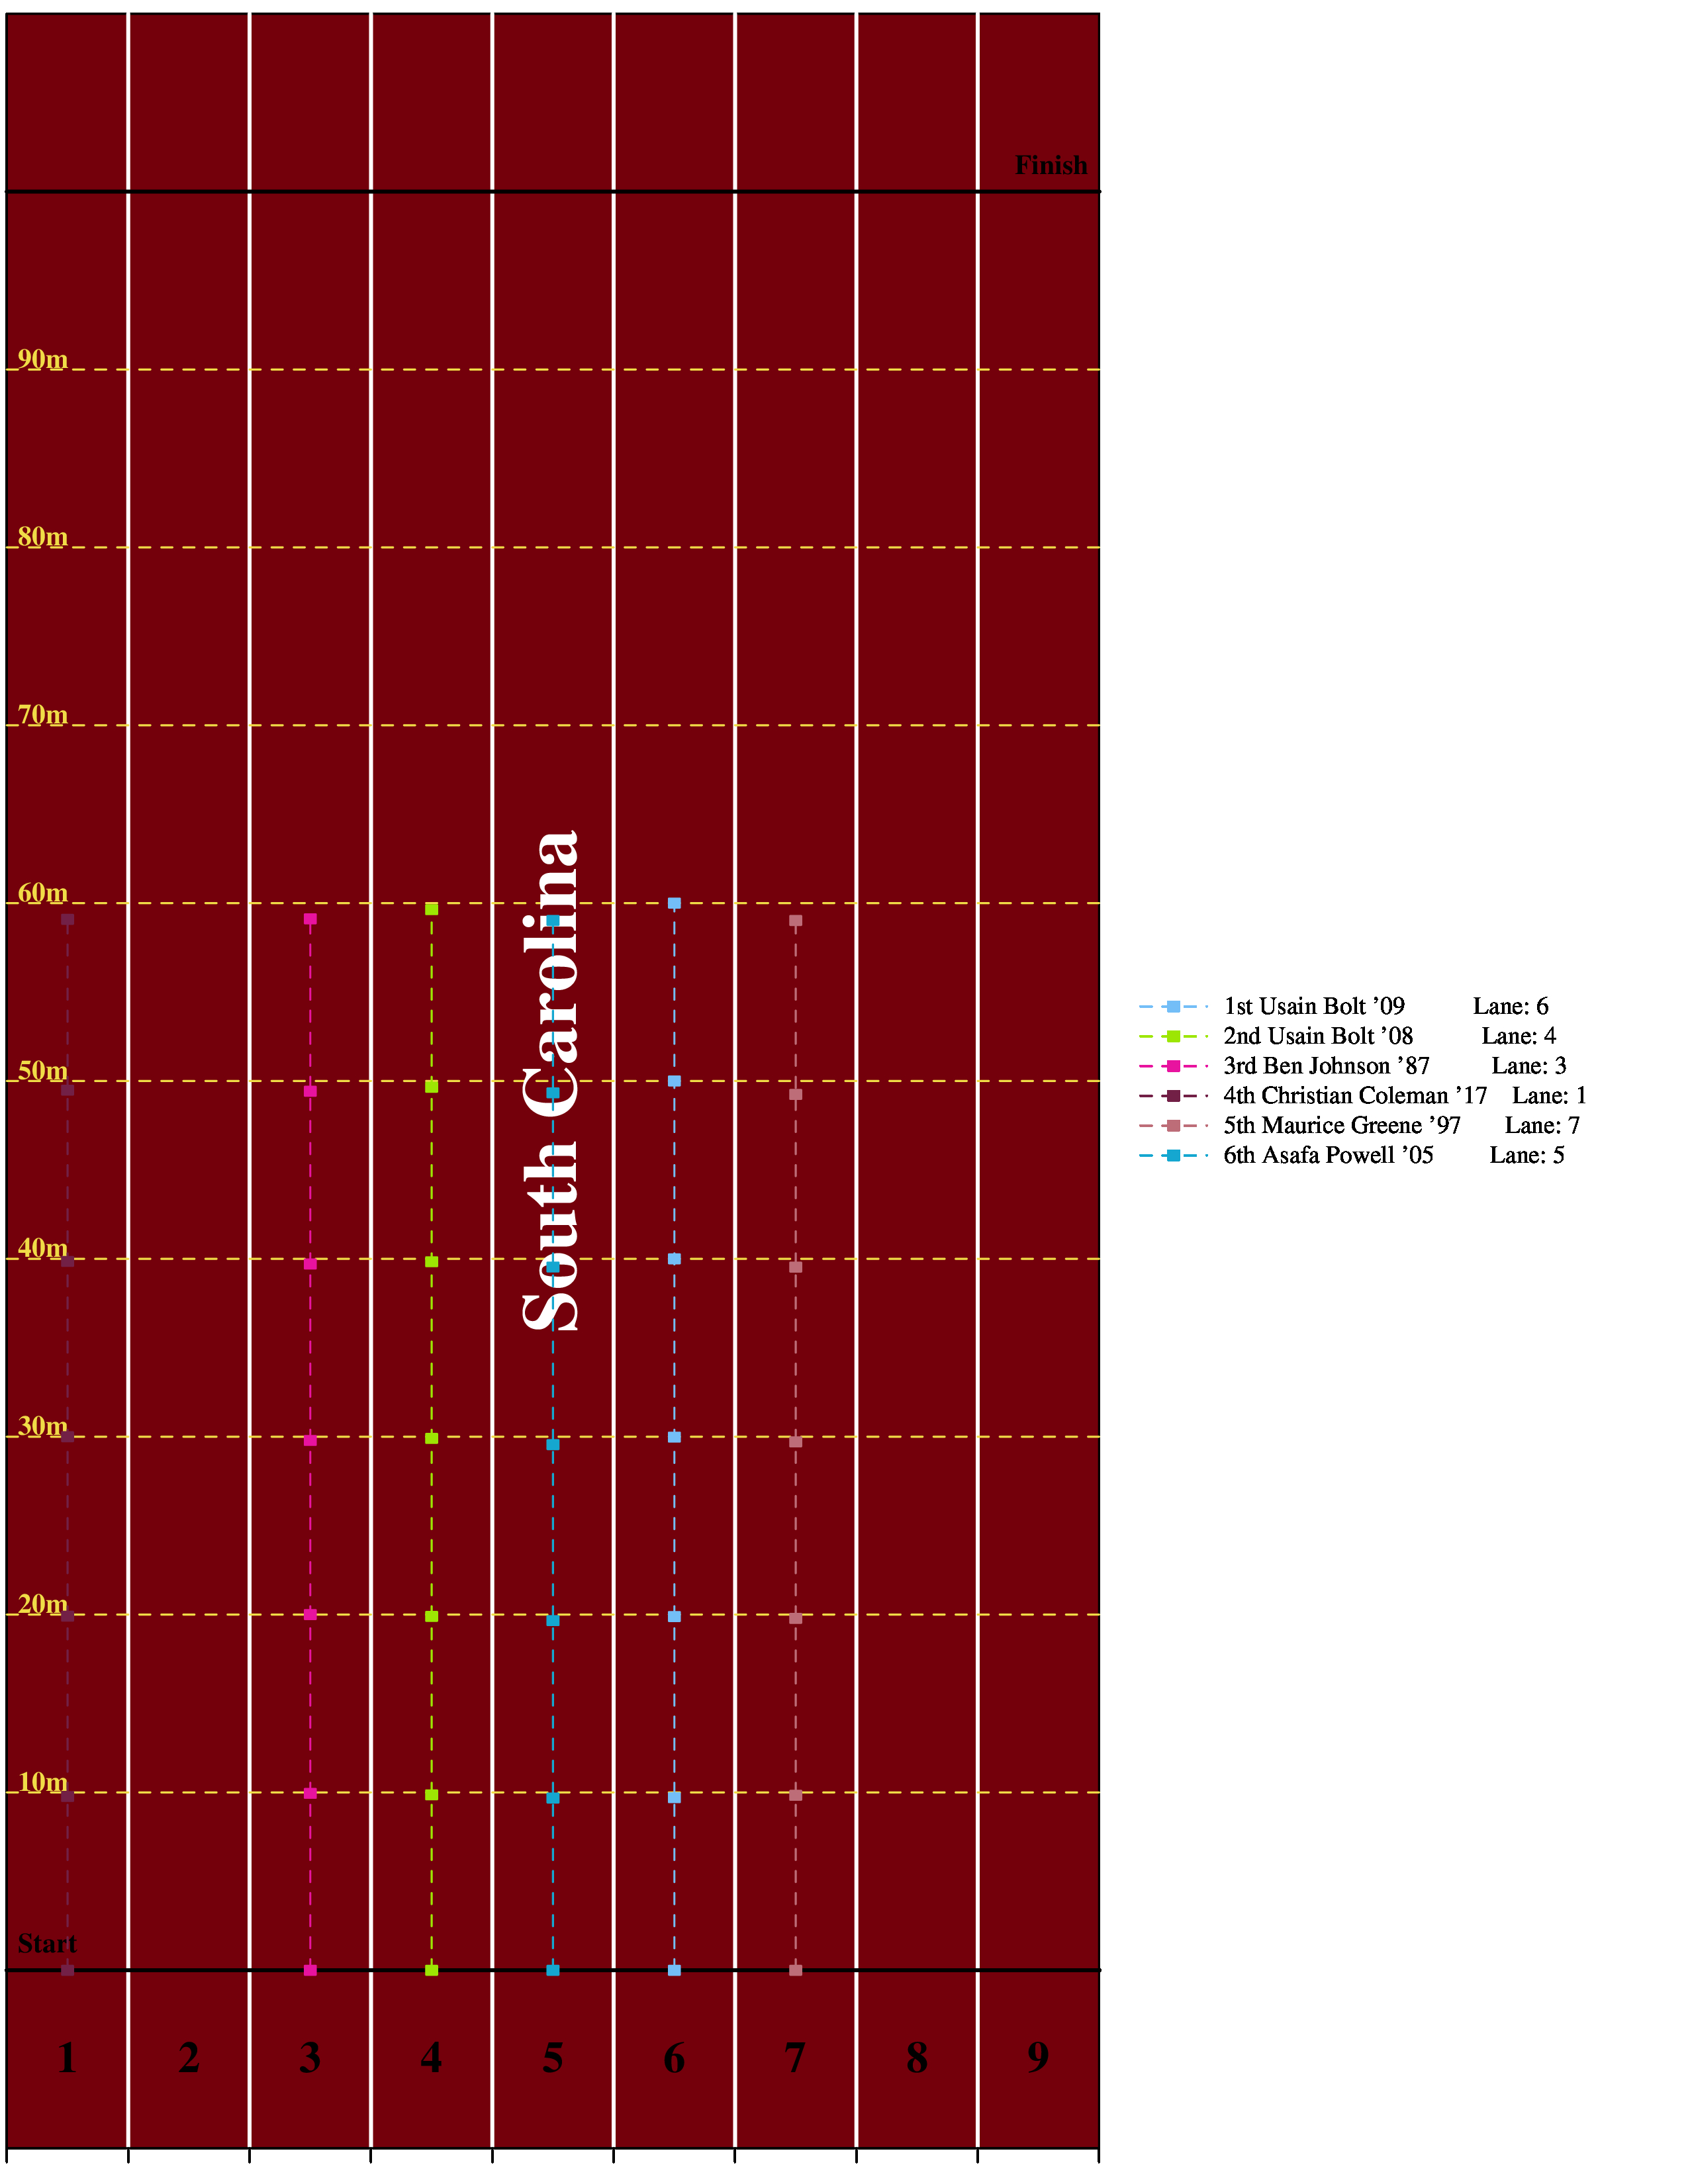 Finish
90m
80m
70m
60m
50m
40m
30m
20m
10m
Start
South Carolina
1 2 3 4 5 6 7 8 9
1st Usain Bolt ’09 Lane: 6
2nd Usain Bolt ’08 Lane: 4
3rd Ben Johnson ’87 Lane: 3
4th Christian Coleman ’17 Lane: 1
5th Maurice Greene ’97 Lane: 7
6th Asafa Powell ’05 Lane: 5